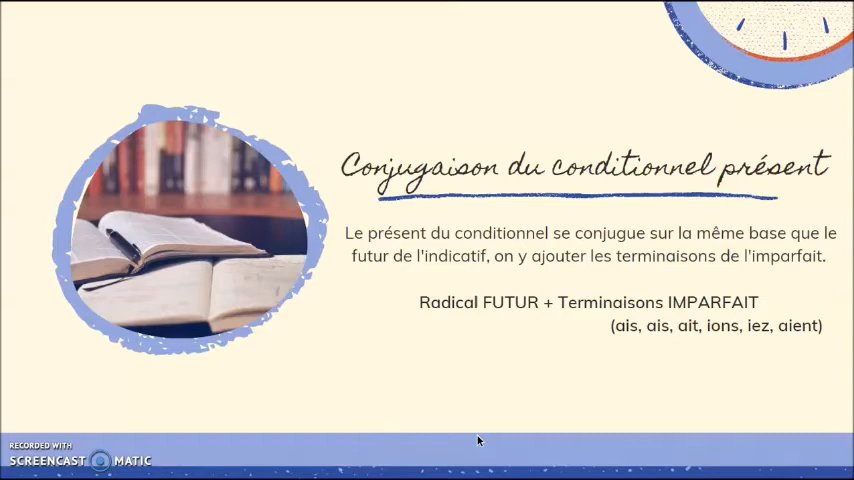 Conjugaison du conditionnel présent
Le présent du conditionnel se conjugue sur la même base que le
futur de l'indicatif, on y ajouter les terminaisons de l'imparfait.
Radical FUTUR + Terminaisons IMPARFAIT
(ais, ais, ait, ions, iez, aient)
RECORDED WITH
SCREENCAST MATIC